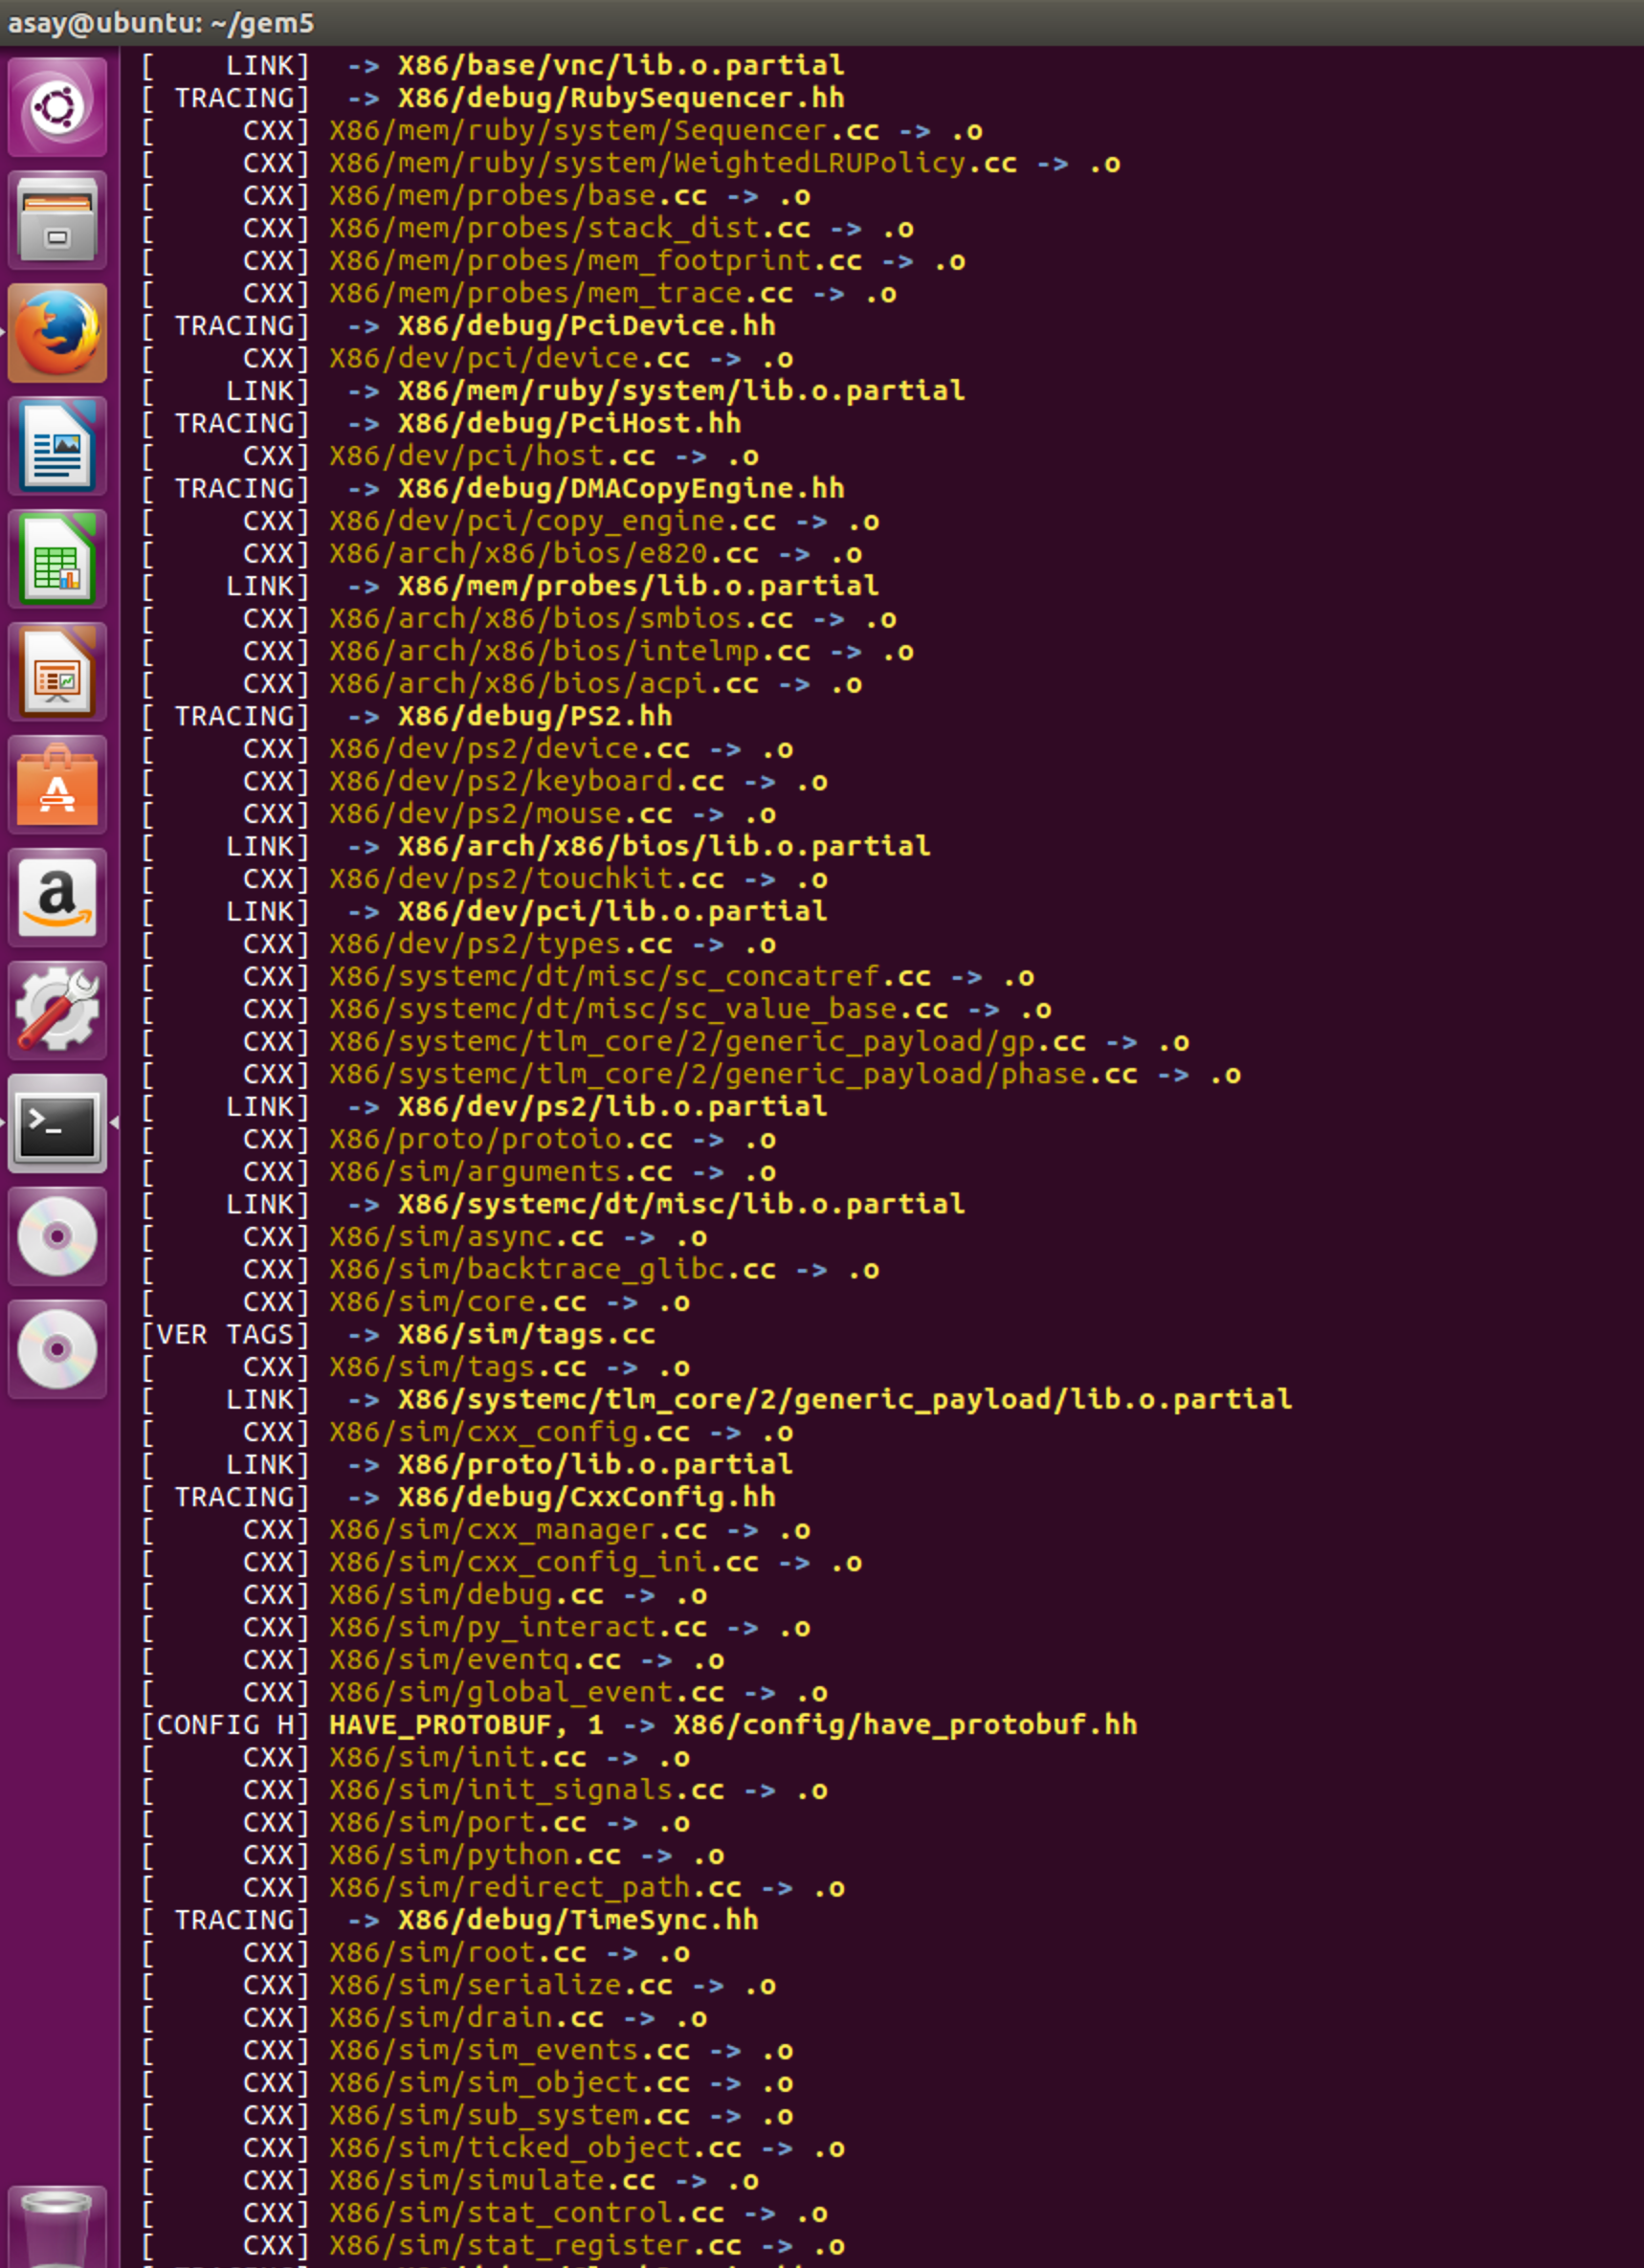 asay@ubuntu: ~/gem5
[    LINK]  -> X86/base/vnc/lib.o.partial
[ TRACING]  -> X86/debug/RubySequencer.hh
[     CXX] X86/mem/ruby/system/Sequencer.cc -> .o
[     CXX] X86/mem/ruby/system/WeightedLRUPolicy.cc -> .o
[     CXX] X86/mem/probes/base.cc -> .o
[     CXX] X86/mem/probes/stack_dist.cc -> .o
[     CXX] X86/mem/probes/mem_footprint.cc -> .o
[     CXX] X86/mem/probes/mem_trace.cc -> .o
[ TRACING]  -> X86/debug/PciDevice.hh
[     CXX] X86/dev/pci/device.cc -> .o
[    LINK]  -> X86/mem/ruby/system/lib.o.partial
[ TRACING]  -> X86/debug/PciHost.hh
[     CXX] X86/dev/pci/host.cc -> .o
[ TRACING]  -> X86/debug/DMACopyEngine.hh
[     CXX] X86/dev/pci/copy_engine.cc -> .o
[     CXX] X86/arch/x86/bios/e820.cc -> .o
[    LINK]  -> X86/mem/probes/lib.o.partial
[     CXX] X86/arch/x86/bios/smbios.cc -> .o
[     CXX] X86/arch/x86/bios/intelmp.cc -> .o
[     CXX] X86/arch/x86/bios/acpi.cc -> .o
[ TRACING]  -> X86/debug/PS2.hh
[     CXX] X86/dev/ps2/device.cc -> .o
[     CXX] X86/dev/ps2/keyboard.cc -> .o
[     CXX] X86/dev/ps2/mouse.cc -> .o
[    LINK]  -> X86/arch/x86/bios/lib.o.partial
[     CXX] X86/dev/ps2/touchkit.cc -> .o
[    LINK]  -> X86/dev/pci/lib.o.partial
[     CXX] X86/dev/ps2/types.cc -> .o
[     CXX] X86/systemc/dt/misc/sc_concatref.cc -> .o
[     CXX] X86/systemc/dt/misc/sc_value_base.cc -> .o
[     CXX] X86/systemc/tlm_core/2/generic_payload/gp.cc -> .o
[     CXX] X86/systemc/tlm_core/2/generic_payload/phase.cc -> .o
[    LINK]  -> X86/dev/ps2/lib.o.partial
[     CXX] X86/proto/protoio.cc -> .o
[     CXX] X86/sim/arguments.cc -> .o
[    LINK]  -> X86/systemc/dt/misc/lib.o.partial
[     CXX] X86/sim/async.cc -> .o
[     CXX] X86/sim/backtrace_glibc.cc -> .o
[     CXX] X86/sim/core.cc -> .o
[VER TAGS]  -> X86/sim/tags.cc
[     CXX] X86/sim/tags.cc -> .o
[    LINK]  -> X86/systemc/tlm_core/2/generic_payload/lib.o.partial
[     CXX] X86/sim/cxx_config.cc -> .o
[    LINK]  -> X86/proto/lib.o.partial
[ TRACING]  -> X86/debug/CxxConfig.hh
[     CXX] X86/sim/cxx_manager.cc -> .o
[     CXX] X86/sim/cxx_config_ini.cc -> .o
[     CXX] X86/sim/debug.cc -> .o
[     CXX] X86/sim/py_interact.cc -> .o
[     CXX] X86/sim/eventq.cc -> .o
[     CXX] X86/sim/global_event.cc -> .o
[CONFIG H] HAVE_PROTOBUF, 1 -> X86/config/have_protobuf.hh
[     CXX] X86/sim/init.cc -> .o
[     CXX] X86/sim/init_signals.cc -> .o
[     CXX] X86/sim/port.cc -> .o
[     CXX] X86/sim/python.cc -> .o
[     CXX] X86/sim/redirect_path.cc -> .o
[ TRACING]  -> X86/debug/TimeSync.hh
[     CXX] X86/sim/root.cc -> .o
[     CXX] X86/sim/serialize.cc -> .o
[     CXX] X86/sim/drain.cc -> .o
[     CXX] X86/sim/sim_events.cc -> .o
[     CXX] X86/sim/sim_object.cc -> .o
[     CXX] X86/sim/sub_system.cc -> .o
[     CXX] X86/sim/ticked_object.cc -> .o
[     CXX] X86/sim/simulate.cc -> .o
[     CXX] X86/sim/stat_control.cc -> .o
[     CXX] X86/sim/stat_register.cc -> .o